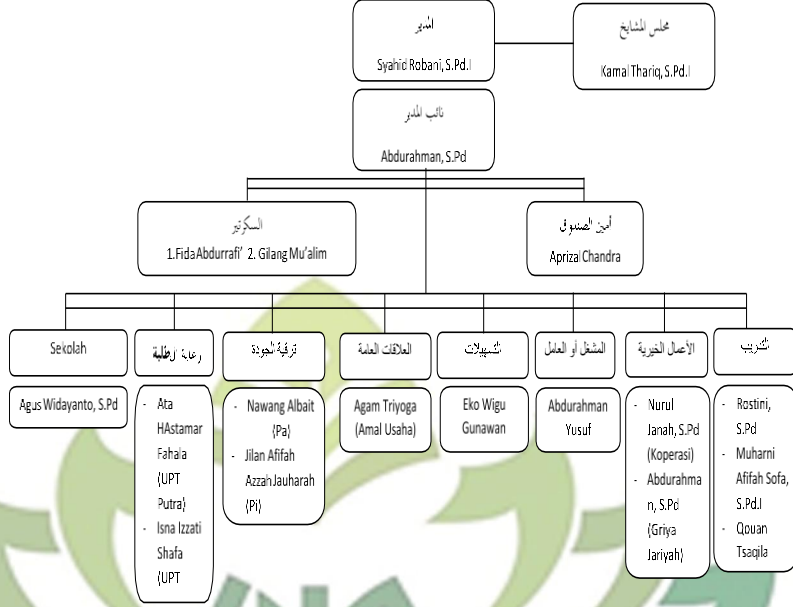 المدير
Syahid Robani, S.Pd.I
مجلس المشايخ
Kamal Thariq, S.Pd.I
نائب المدير
Abdurahman, S.Pd
السكرتير
1.Fida Abdurrafi’ 2. Gilang Mu’alim
أمين الصندوق
Aprizal Chandra
Sekolah
Agus Widayanto, S.Pd
رعاية الطلبة
- Ata
HAstamar
Fahala
(UPT
Putra)
- Isna Izzati
Shafa
(UPT
ترقية الجودة
- Nawang Albait
(Pa)
- Jilan Afifah
Azzah Jauharah
(Pi)
العلاقات العامة
Agam Triyoga
(Amal Usaha)
التسهيلات
Eko Wigu
Gunawan
المشغل أو العامل
Abdurahman
Yusuf
الأعمال الخيرية
- Nurul
Janah, S.Pd
(Koperasi)
- Abdurahma
n, S.Pd
(Griya
Jariyah)
التدريب
- Rostini,
S.Pd
- Muharni
Afifah Sofa,
S.Pd.I
- Qouan
Tsaqila